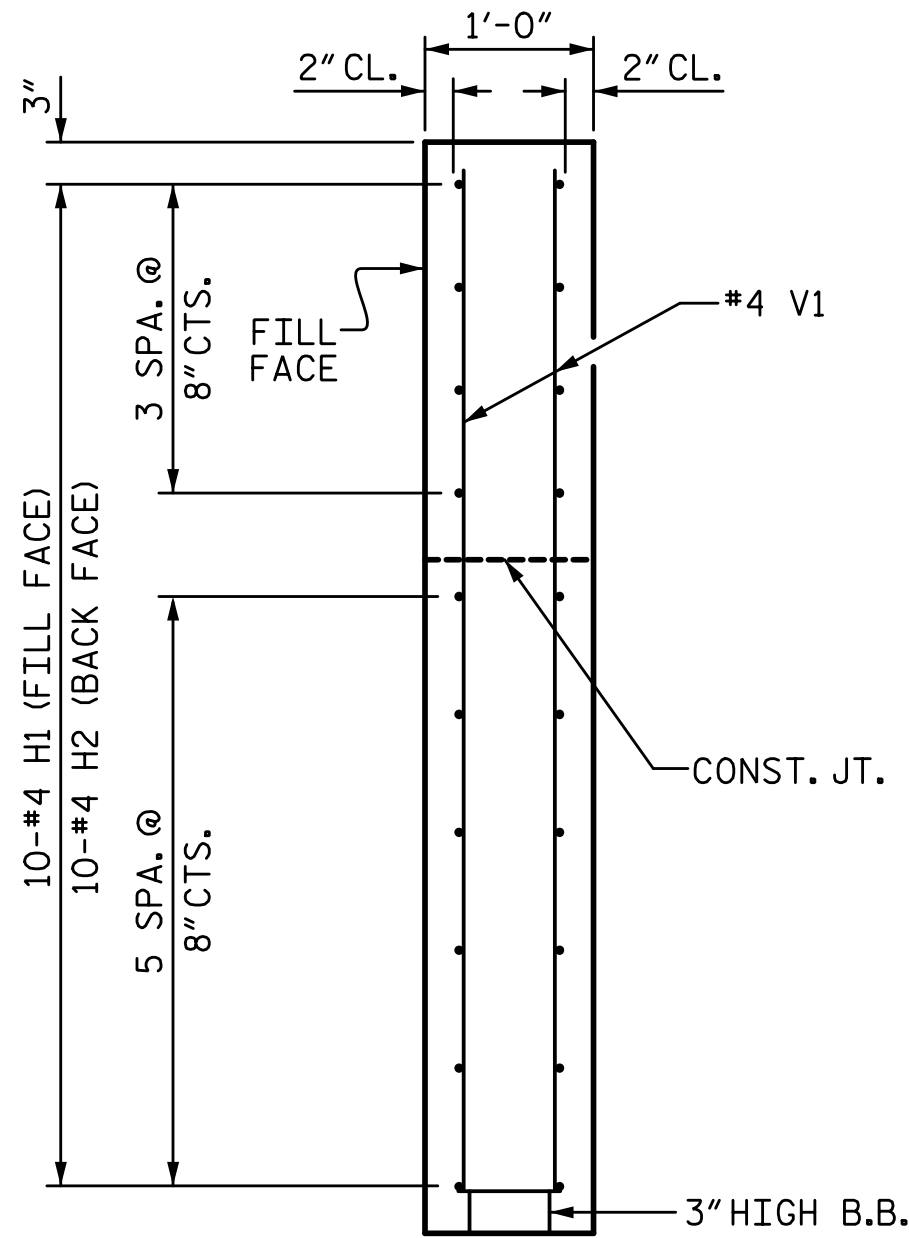 1'-0"
2" CL.
2" CL.
3"
3 SPA. @
8" CTS.
FILL
FACE
#4 V1
10-#4 H1 (FILL FACE)
10-#4 H2 (BACK FACE)
5 SPA. @
8" CTS.
CONST. JT.
3" HIGH B.B.